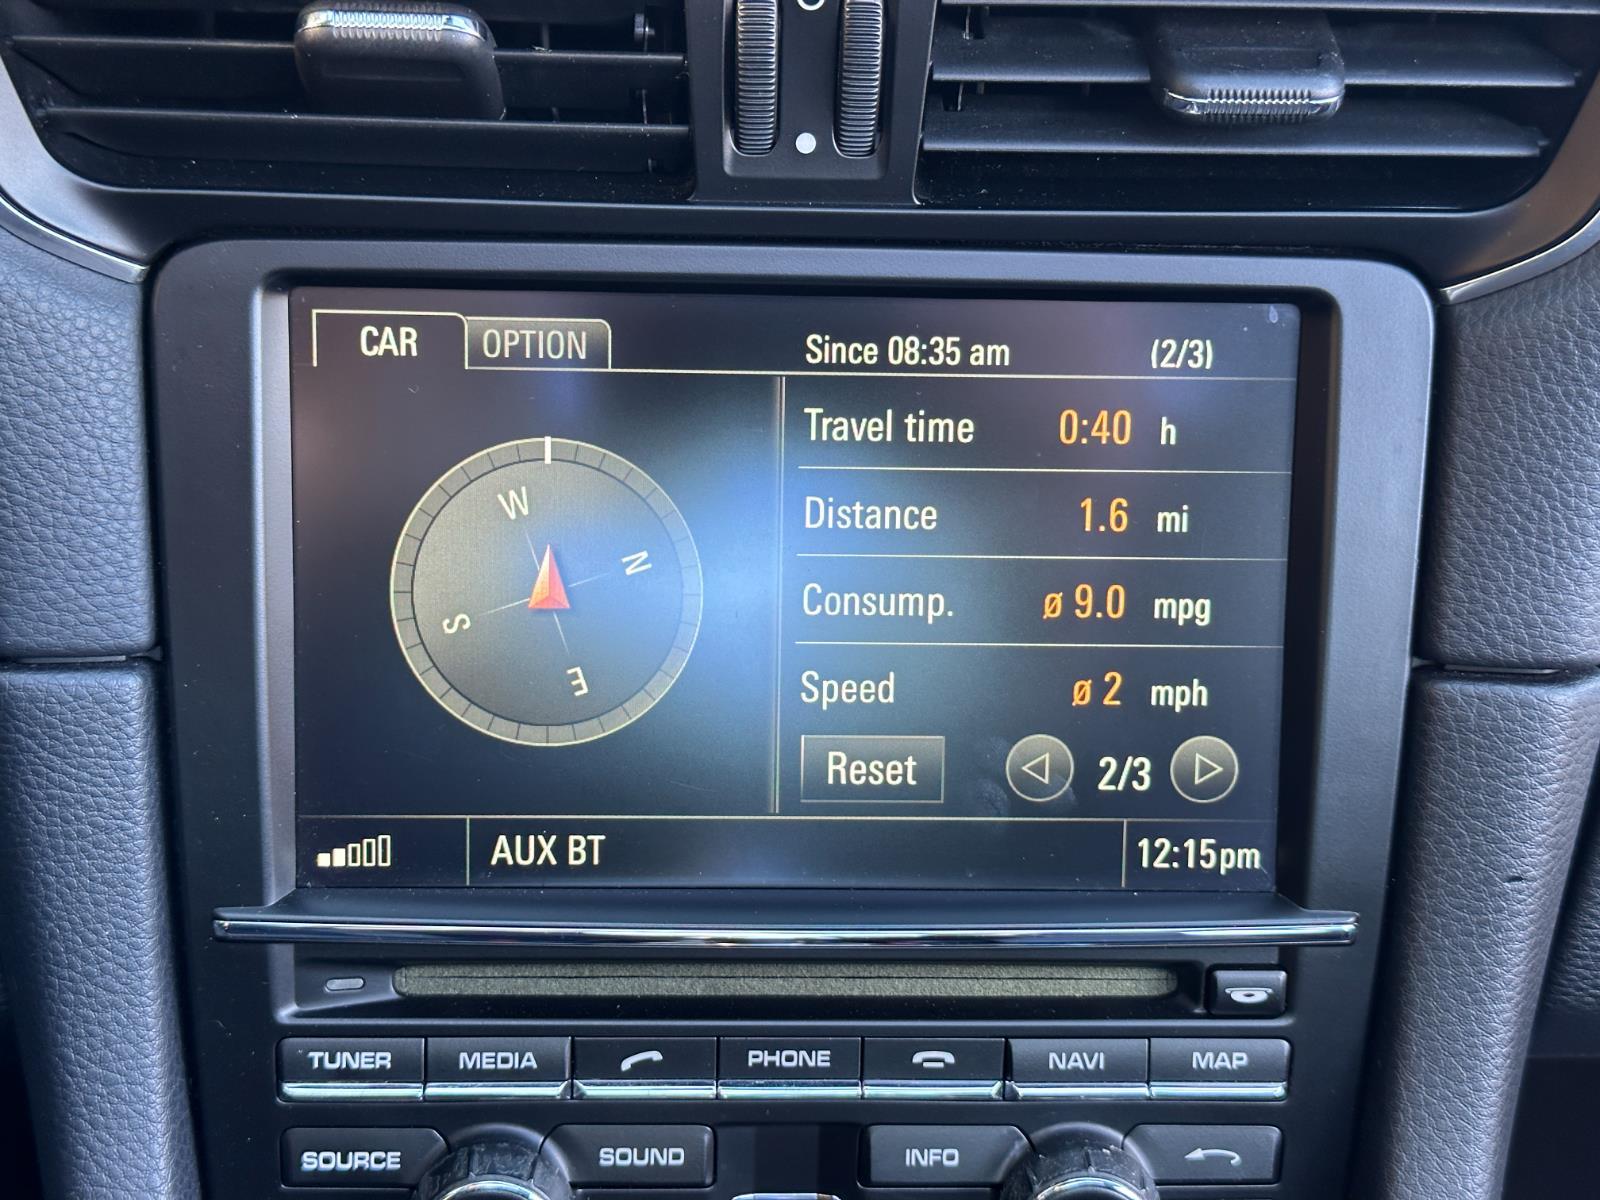 CAR OPTION Since 08:35 am (2/3)
Travel time 0:40 h
Distance 1.6 mi
Consump. ø 9.0 mpg
Speed ø 2 mph
Reset 2/3
W
N
S
E
AUX BT 12:15pm
TUNER MEDIA PHONE NAVI MAP
SOURCE SOUND INFO